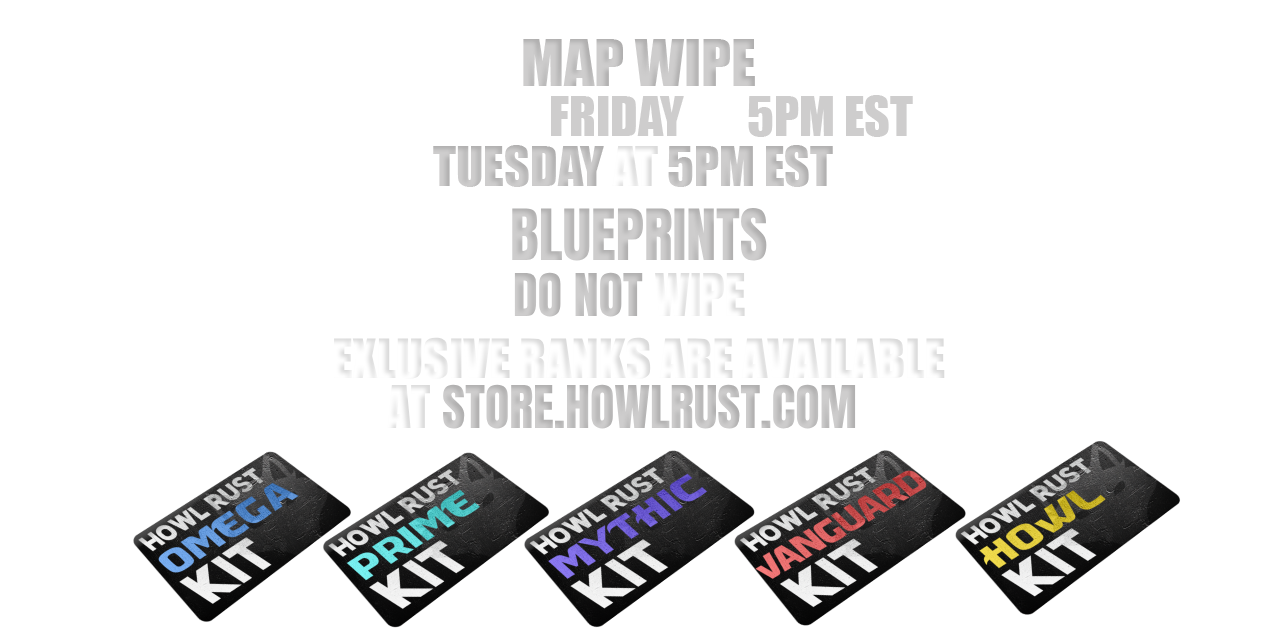 MAP WIPE
FRIDAY 5PM EST
TUESDAY AT 5PM EST
BLUEPRINTS
DO NOT WIPE
EXLUSIVE RANKS ARE AVAILABLE
AT STORE.HOWLRUST.COM
HOWL RUST
OMEGA
KIT
HOWL RUST
PRIME
KIT
HOWL RUST
MYTHIC
KIT
HOWL RUST
VANGUARD
KIT
HOWL RUST
HOWL
KIT